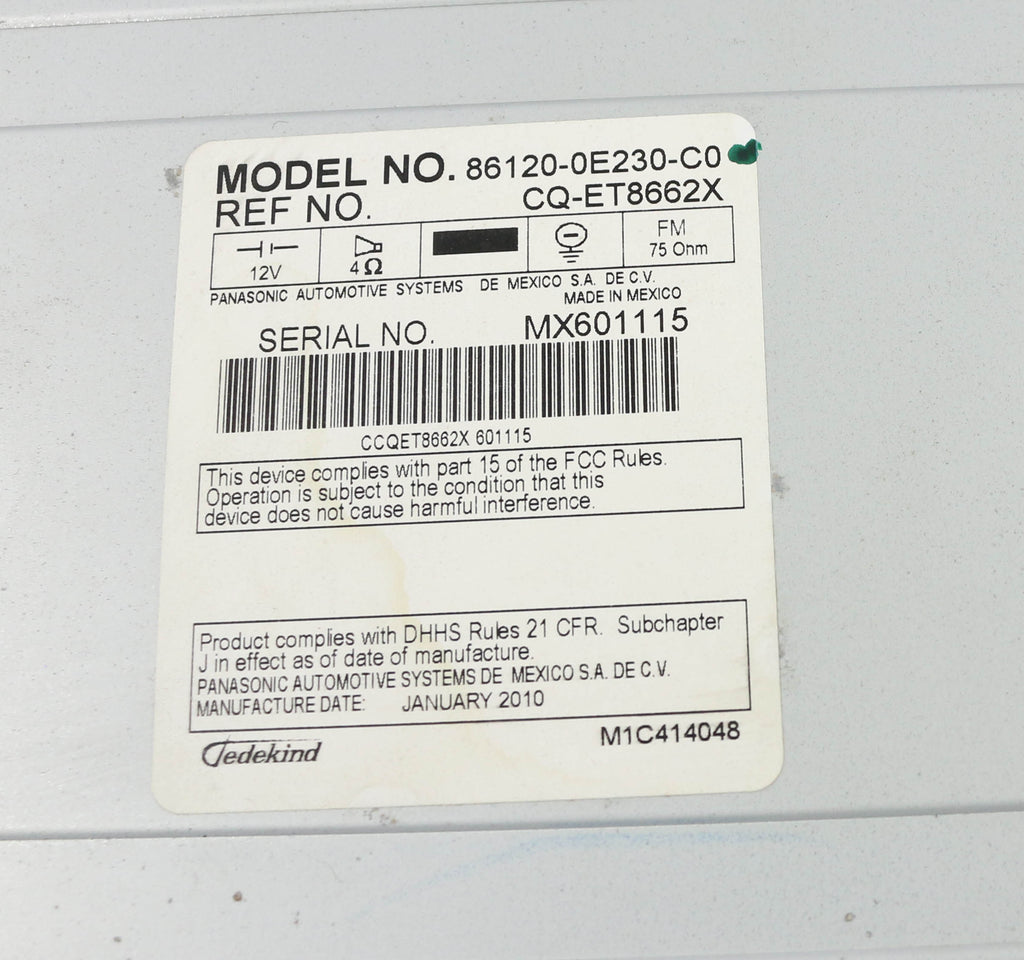 MODEL NO. 86120-0E230-C0
REF NO. CQ-ET8662X
12V
4Ω
FM
75 Ohm
PANASONIC AUTOMOTIVE SYSTEMS DE MEXICO S.A. DE C.V.
MADE IN MEXICO
SERIAL NO. MX601115
CCQET8662X 601115
This device complies with part 15 of the FCC Rules.
Operation is subject to the condition that this
device does not cause harmful interference.
Product complies with DHHS Rules 21 CFR. Subchapter
J in effect as of date of manufacture.
PANASONIC AUTOMOTIVE SYSTEMS DE MEXICO S.A. DE C.V.
MANUFACTURE DATE: JANUARY 2010
Jedekind
M1C414048